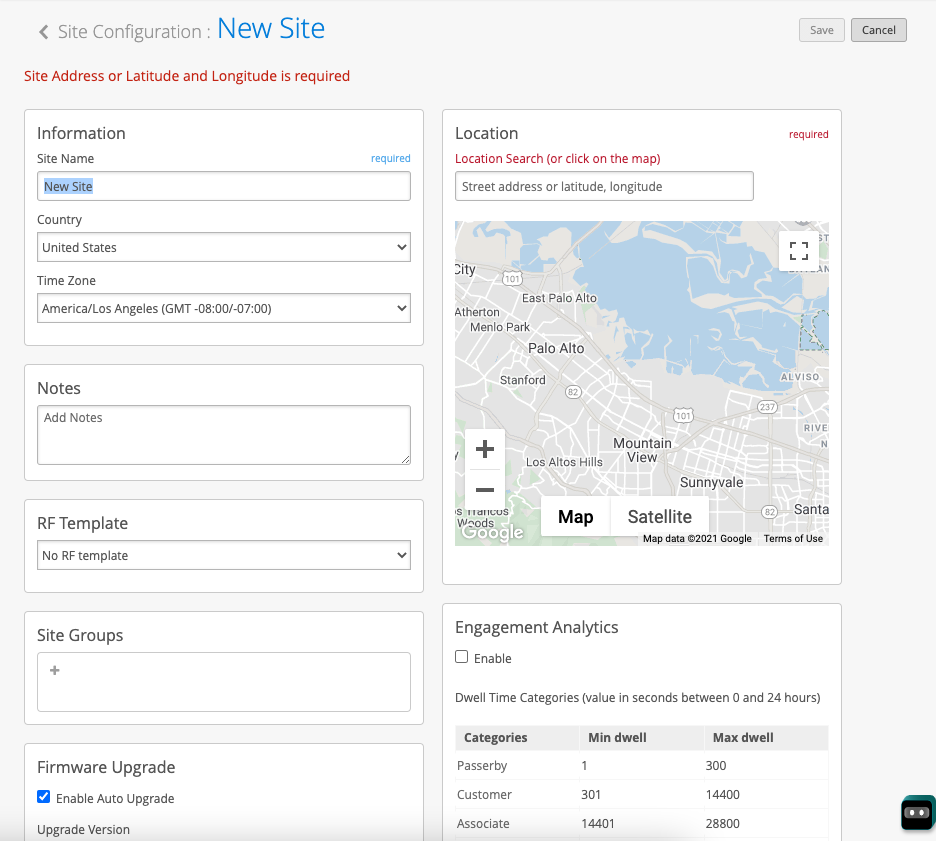 Site Configuration : New Site
Save
Cancel
Site Address or Latitude and Longitude is required
Information
Site Name
required
New Site
Country
United States
Time Zone
America/Los Angeles (GMT -08:00/-07:00)
Notes
Add Notes
RF Template
No RF template
Site Groups
+
Firmware Upgrade
Enable Auto Upgrade
Upgrade Version
Location
required
Location Search (or click on the map)
Street address or latitude, longitude
City
101
East Palo Alto
Atherton
Menlo Park
Palo Alto
Stanford
82
ALVISO
237
101
Mountain
View
Los Altos Hills
Sunnyvale
82
Santa
Woods
Google
Map
Satellite
Map data ©2021 Google
Terms of Use
Engagement Analytics
Enable
Dwell Time Categories (value in seconds between 0 and 24 hours)
Categories Min dwell Max dwell
Passerby 1 300
Customer 301 14400
Associate 14401 28800